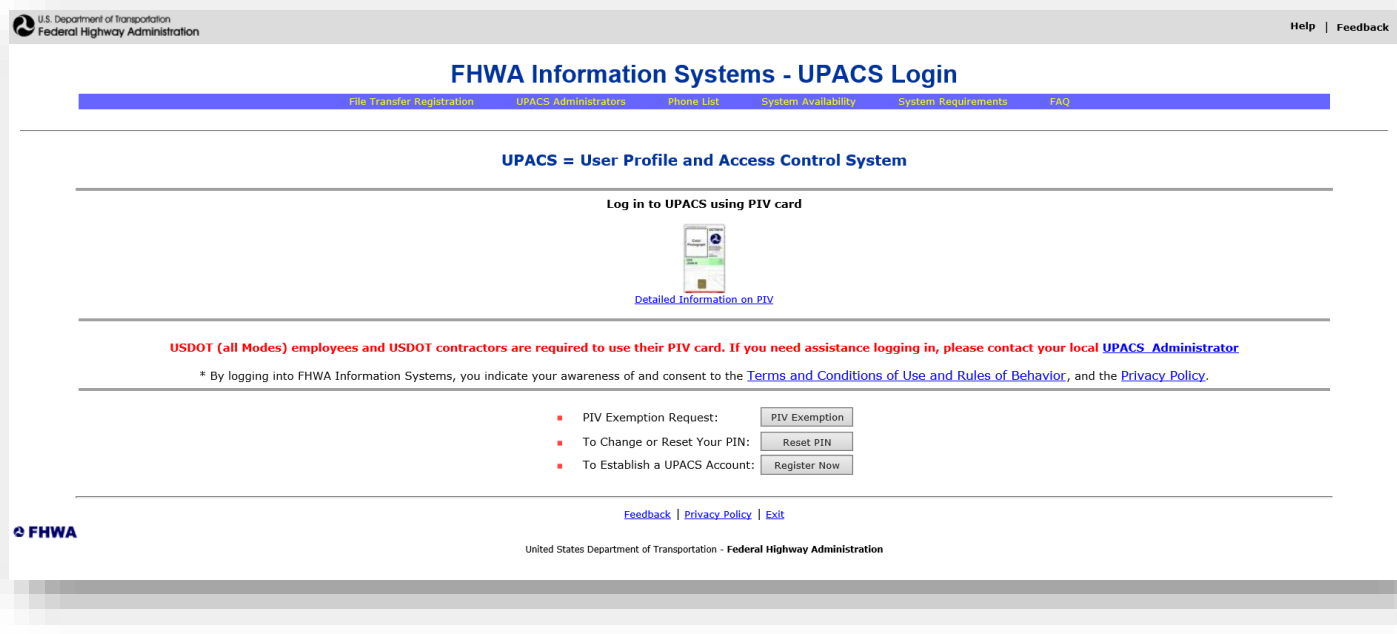 U.S. Department of Transportation
Federal Highway Administration
Help | Feedback
FHWA Information Systems - UPACS Login
File Transfer Registration UPACS Administrators Phone List System Availability System Requirements FAQ
UPACS = User Profile and Access Control System
Log in to UPACS using PIV card
Detailed Information on PIV
USDOT (all Modes) employees and USDOT contractors are required to use their PIV card. If you need assistance logging in, please contact your local UPACS Administrator
* By logging into FHWA Information Systems, you indicate your awareness of and consent to the Terms and Conditions of Use and Rules of Behavior, and the Privacy Policy.
PIV Exemption Request: PIV Exemption
To Change or Reset Your PIN: Reset PIN
To Establish a UPACS Account: Register Now
Feedback | Privacy Policy | Exit
FHWA
United States Department of Transportation - Federal Highway Administration